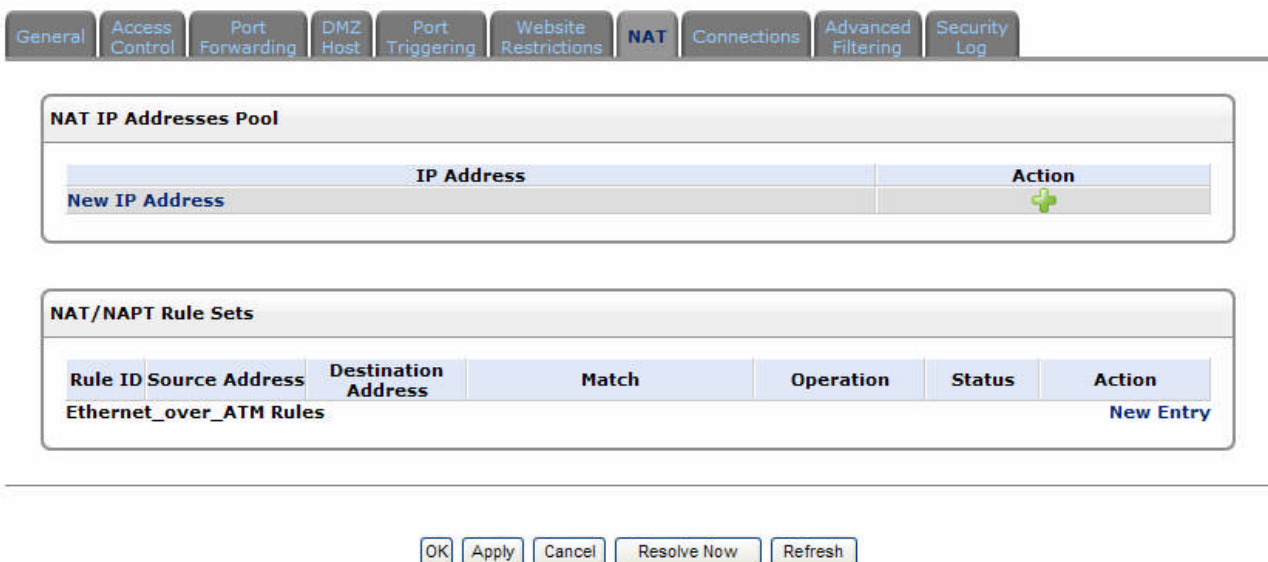 General
Access Control
Port Forwarding
DMZ Host
Port Triggering
Website Restrictions
NAT
Connections
Advanced Filtering
Security Log
NAT IP Addresses Pool
IP Address Action
New IP Address
NAT/NAPT Rule Sets
Rule ID Source Address Destination Address Match Operation Status Action
Ethernet_over_ATM Rules New Entry
OK Apply Cancel Resolve Now Refresh